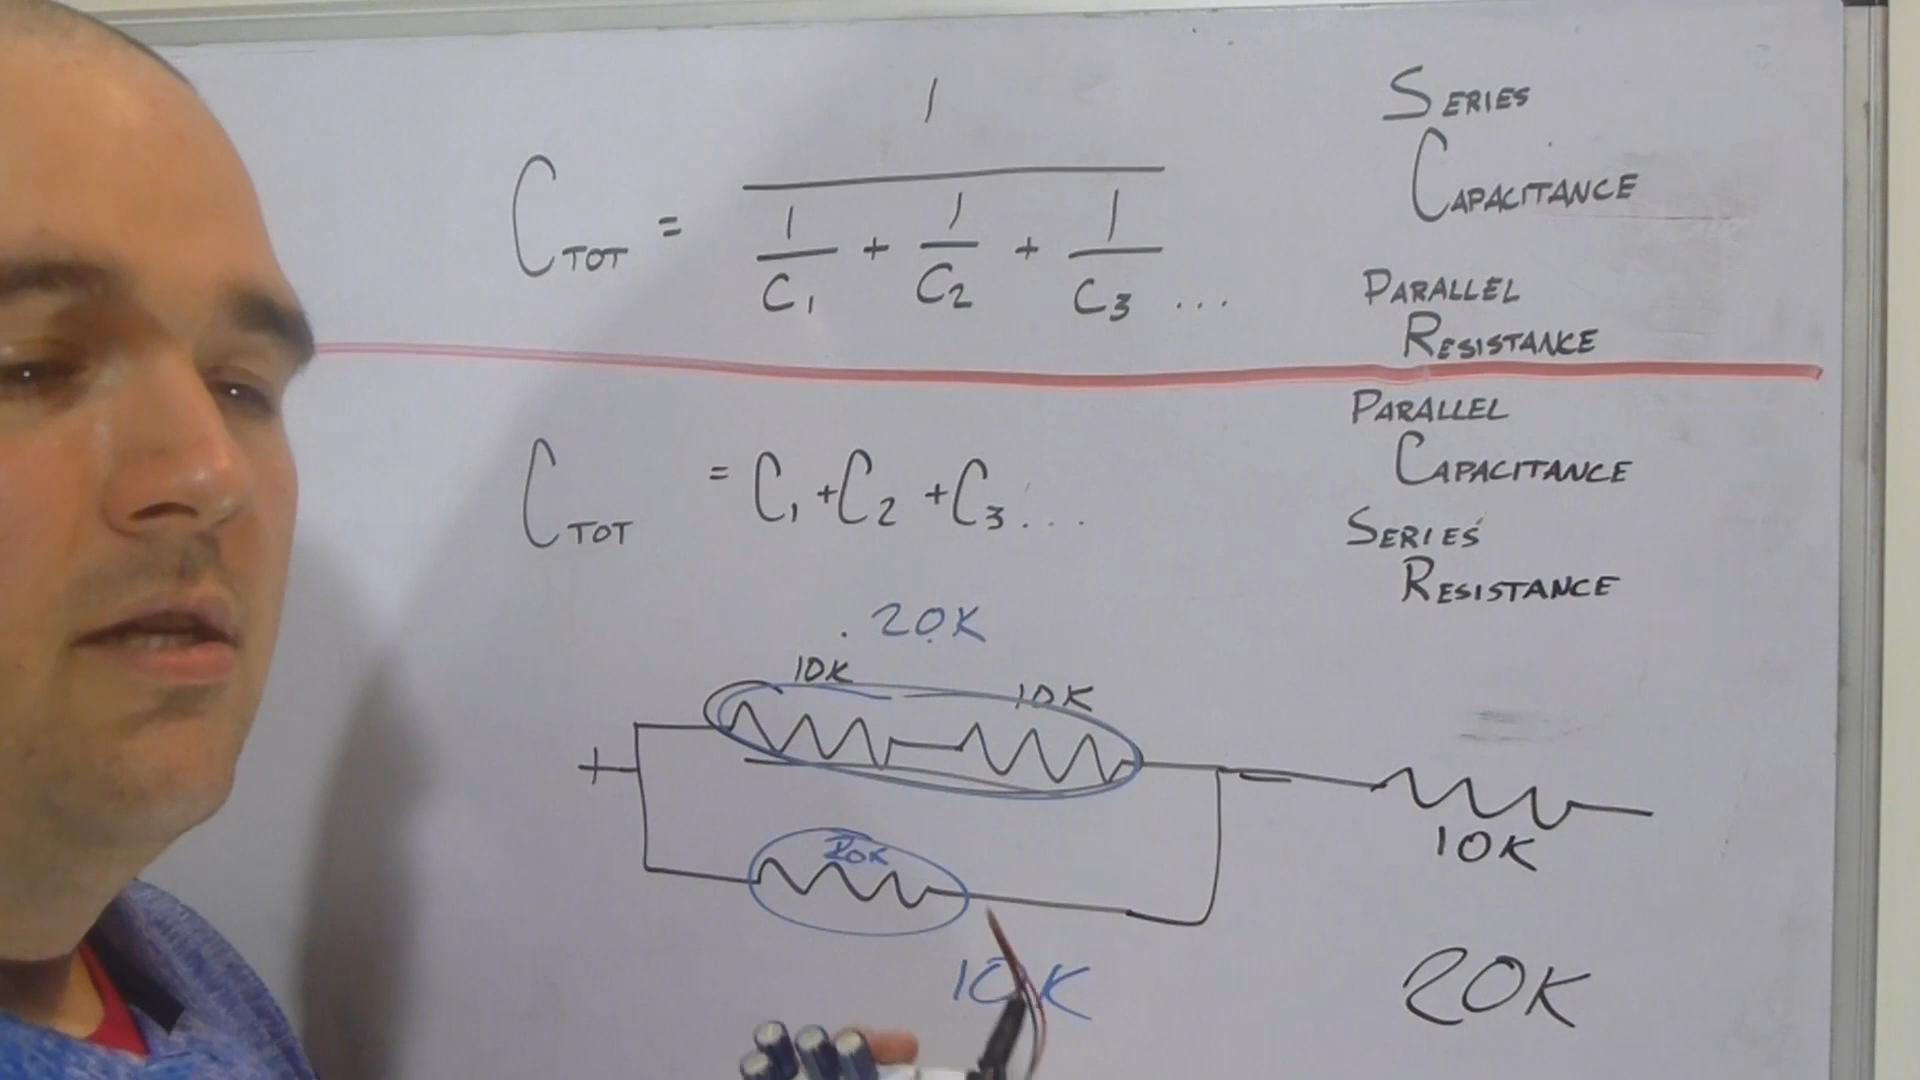 C TOT = 1 / (1/C1 + 1/C2 + 1/C3 ...)
SERIES
CAPACITANCE
PARALLEL
RESISTANCE
C TOT = C1 + C2 + C3 ...
PARALLEL
CAPACITANCE
SERIES
RESISTANCE
20K
10K
10K
+
20K
10K
10K
20K